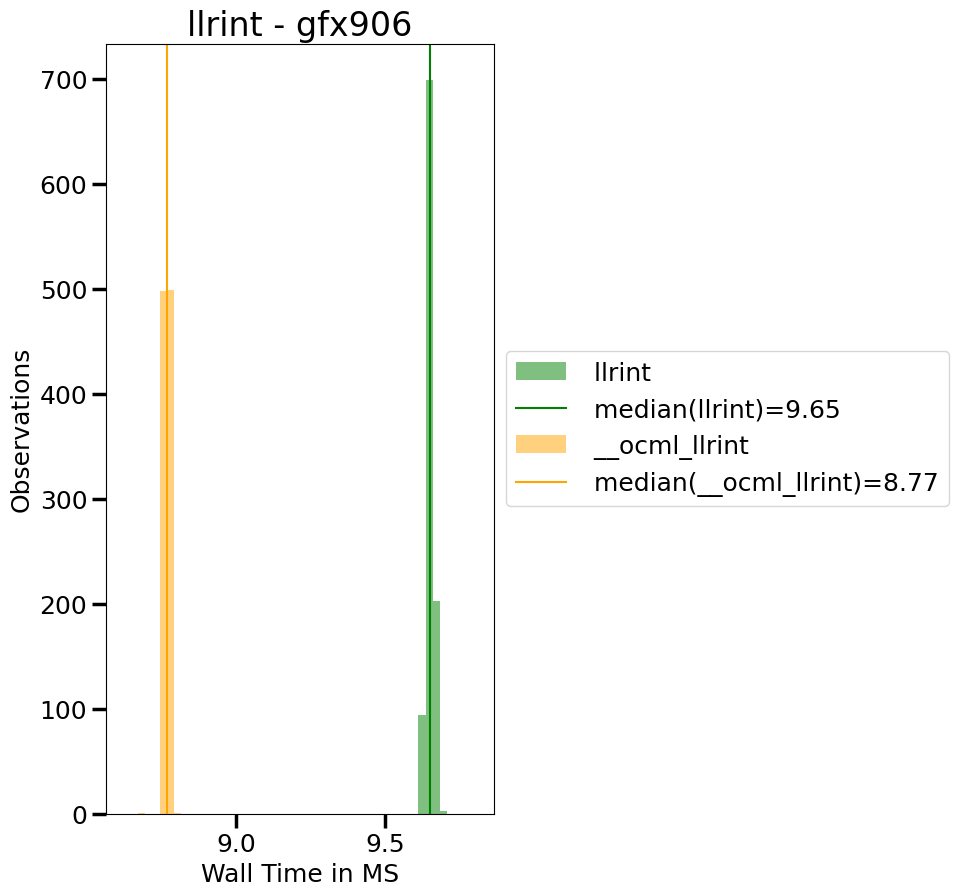 llrint - gfx906
700
600
500
400
300
200
100
0
Observations
9.0 9.5
Wall Time in MS
llrint
median(llrint)=9.65
__ocml_llrint
median(__ocml_llrint)=8.77